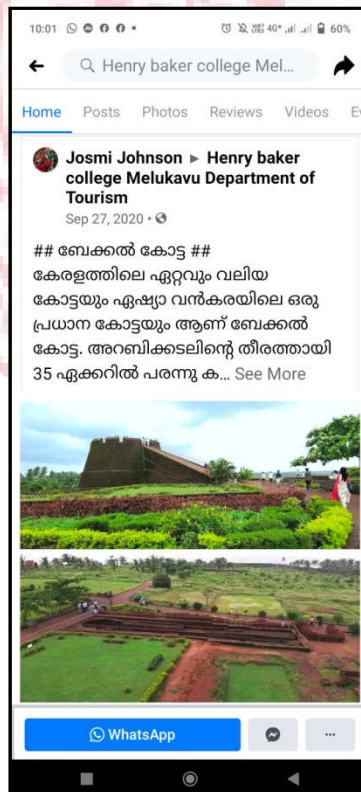 10:01
4G+ 60%
Henry baker college Mel...
Home Posts Photos Reviews Videos
Josmi Johnson ▸ Henry baker
college Melukavu Department of
Tourism
Sep 27, 2020 •
## ബേക്കൽ കോട്ട ##
കേരളത്തിലെ ഏറ്റവും വലിയ
കോട്ടയും ഏഷ്യാ വൻകരയിലെ ഒരു
പ്രധാന കോട്ടയും ആണ് ബേക്കൽ
കോട്ട. അറബിക്കടലിന്റെ തീരത്തായി
35 ഏക്കറിൽ പരന്നു ക... See More
WhatsApp